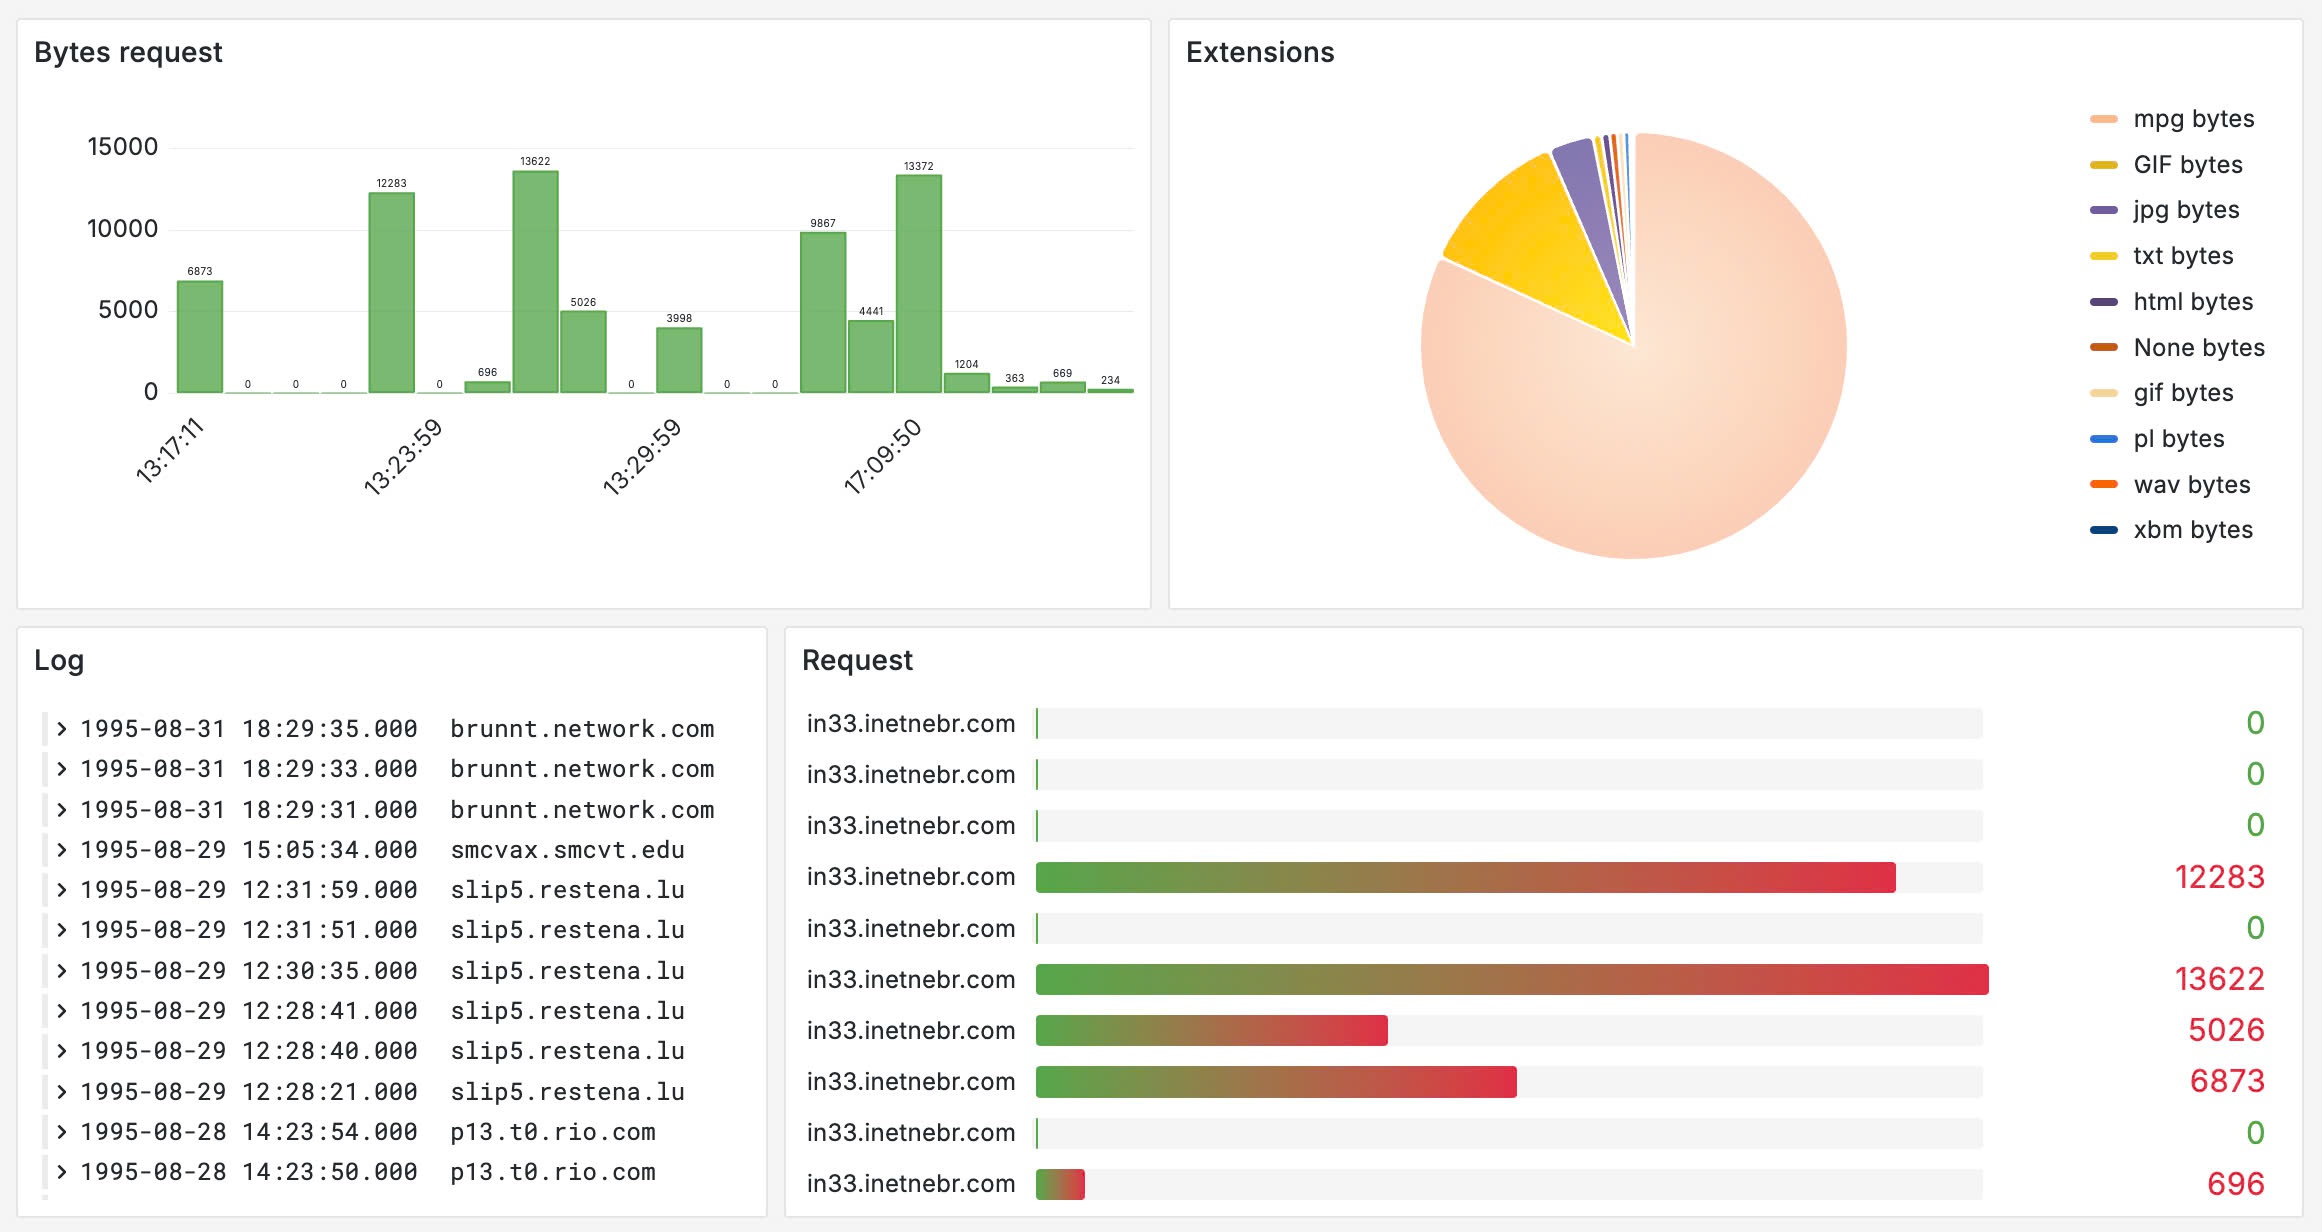 Bytes request
15000
10000
5000
0
6873
0
0
0
12283
0
696
13622
5026
0
3998
0
0
9867
4441
13372
1204
363
669
234
13:17:11
13:23:59
13:29:59
17:09:50
Extensions
mpg bytes
GIF bytes
jpg bytes
txt bytes
html bytes
None bytes
gif bytes
pl bytes
wav bytes
xbm bytes
Log
1995-08-31 18:29:35.000 brunnt.network.com
1995-08-31 18:29:33.000 brunnt.network.com
1995-08-31 18:29:31.000 brunnt.network.com
1995-08-29 15:05:34.000 smcvax.smcvt.edu
1995-08-29 12:31:59.000 slip5.restena.lu
1995-08-29 12:31:51.000 slip5.restena.lu
1995-08-29 12:30:35.000 slip5.restena.lu
1995-08-29 12:28:41.000 slip5.restena.lu
1995-08-29 12:28:40.000 slip5.restena.lu
1995-08-29 12:28:21.000 slip5.restena.lu
1995-08-28 14:23:54.000 p13.t0.rio.com
1995-08-28 14:23:50.000 p13.t0.rio.com
Request
in33.inetnebr.com 0
in33.inetnebr.com 0
in33.inetnebr.com 0
in33.inetnebr.com 12283
in33.inetnebr.com 0
in33.inetnebr.com 13622
in33.inetnebr.com 5026
in33.inetnebr.com 6873
in33.inetnebr.com 0
in33.inetnebr.com 696